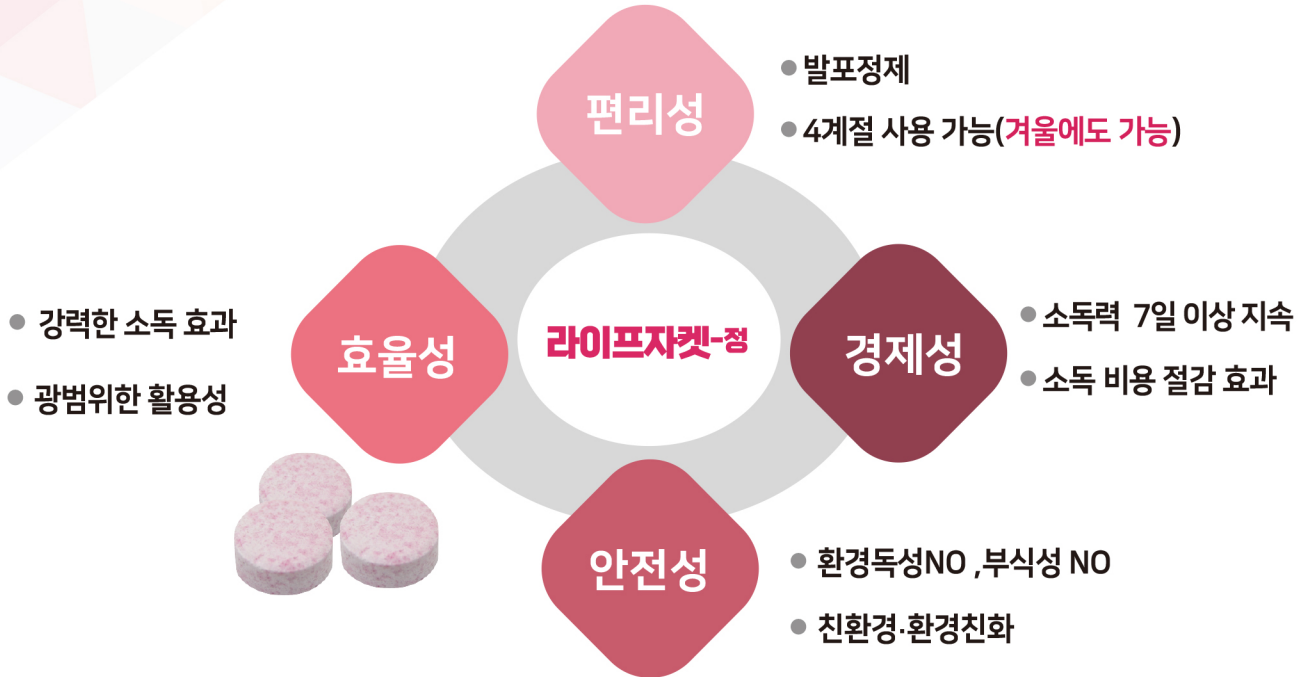 편리성
● 발포정제
● 4계절 사용 가능(겨울에도 가능)
효율성
● 강력한 소독 효과
● 광범위한 활용성
라이프자켓-정
경제성
● 소독력 7일 이상 지속
● 소독 비용 절감 효과
안전성
● 환경독성NO ,부식성 NO
● 친환경·환경친화